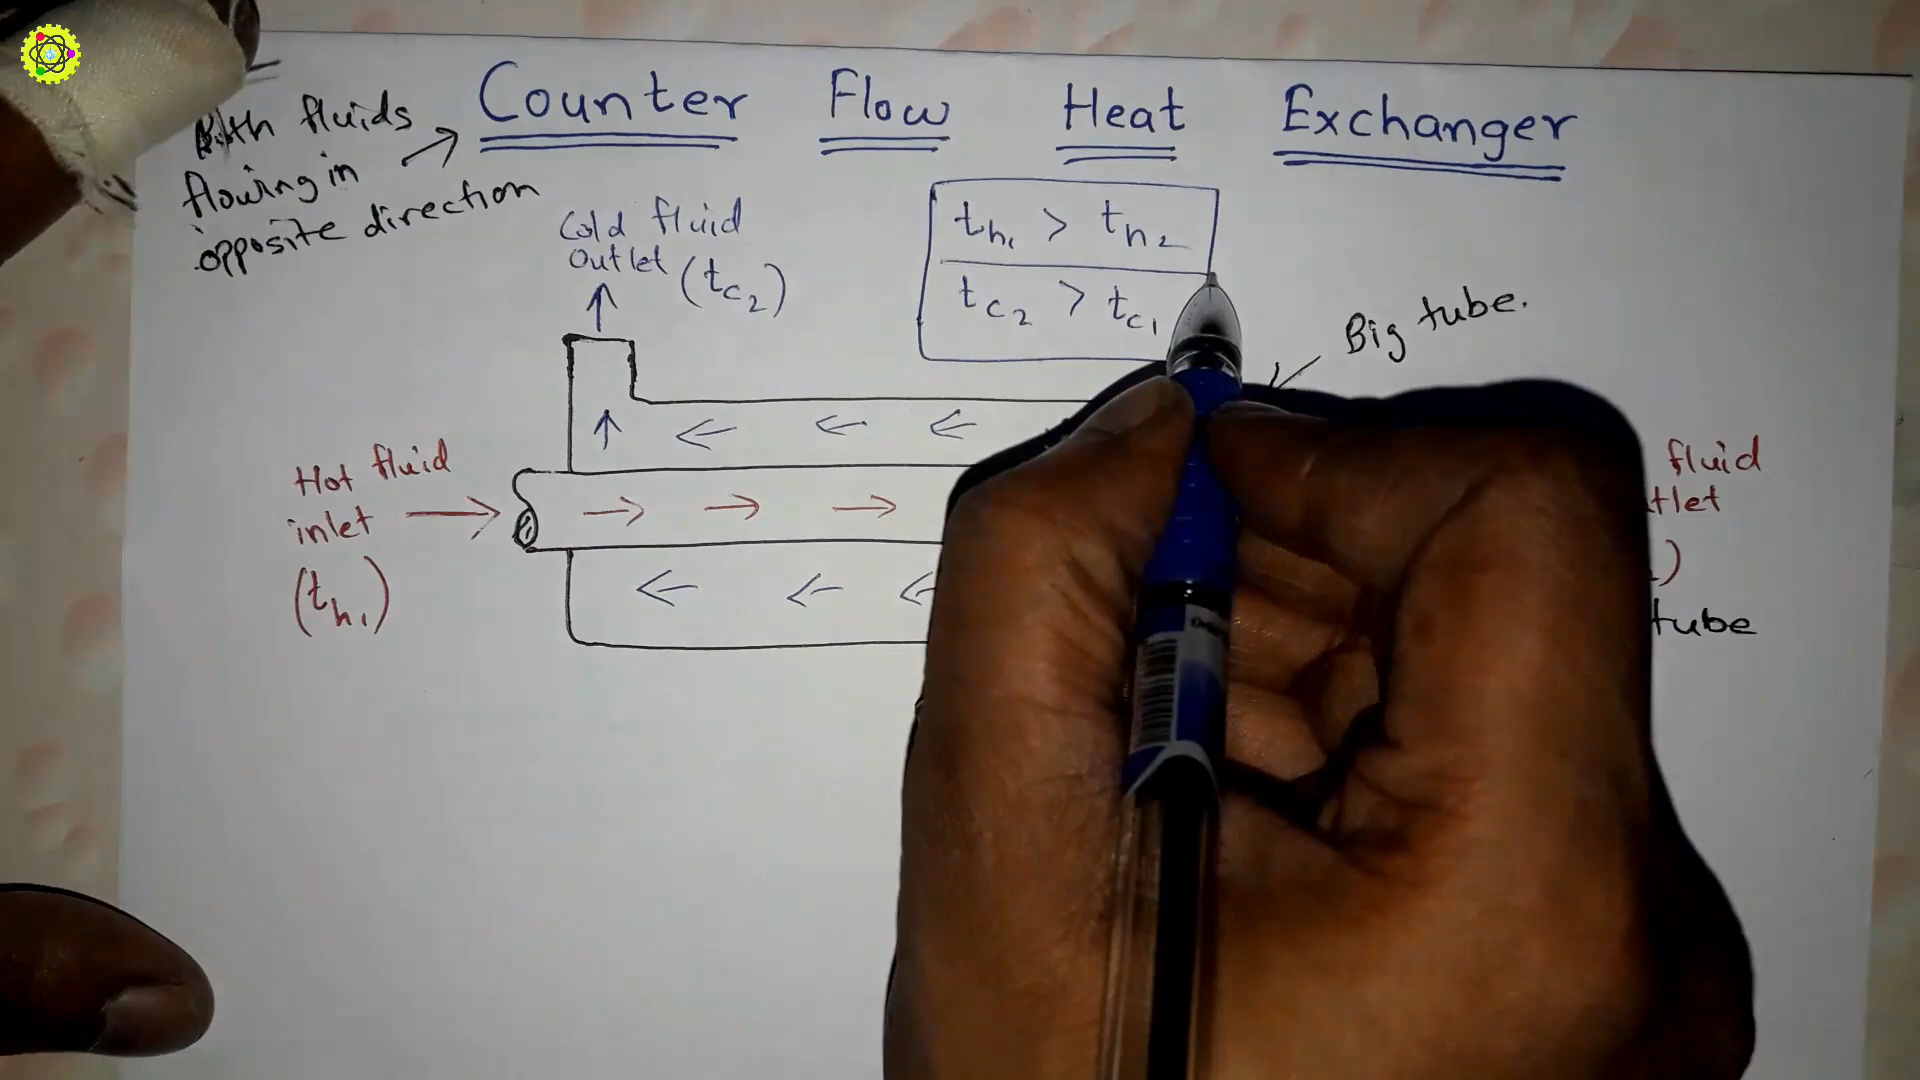 Counter Flow Heat Exchanger
fluids
flowing in
opposite direction
Cold fluid
outlet (tc₂)
th₁ > th₂
tc₂ > tc₁
Big tube.
Hot fluid
inlet
(th₁)
fluid
tlet
)
tube